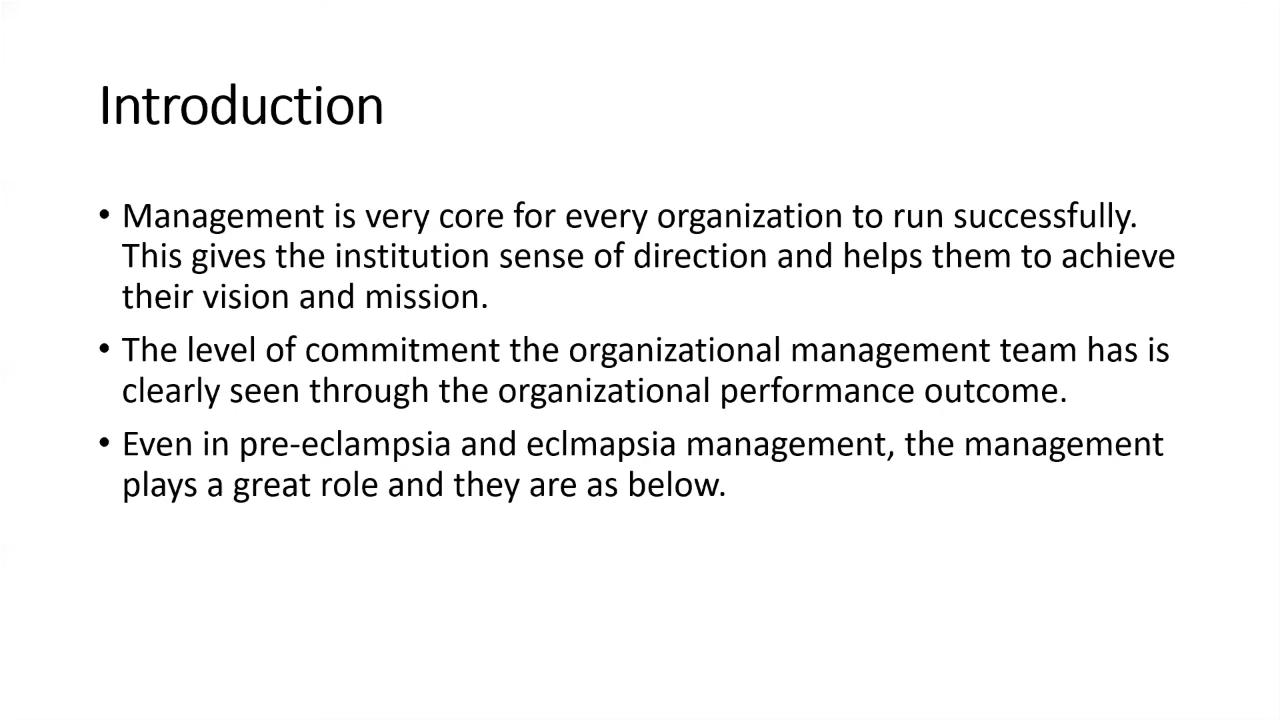 Introduction
• Management is very core for every organization to run successfully.
This gives the institution sense of direction and helps them to achieve
their vision and mission.
• The level of commitment the organizational management team has is
clearly seen through the organizational performance outcome.
• Even in pre-eclampsia and eclmapsia management, the management
plays a great role and they are as below.